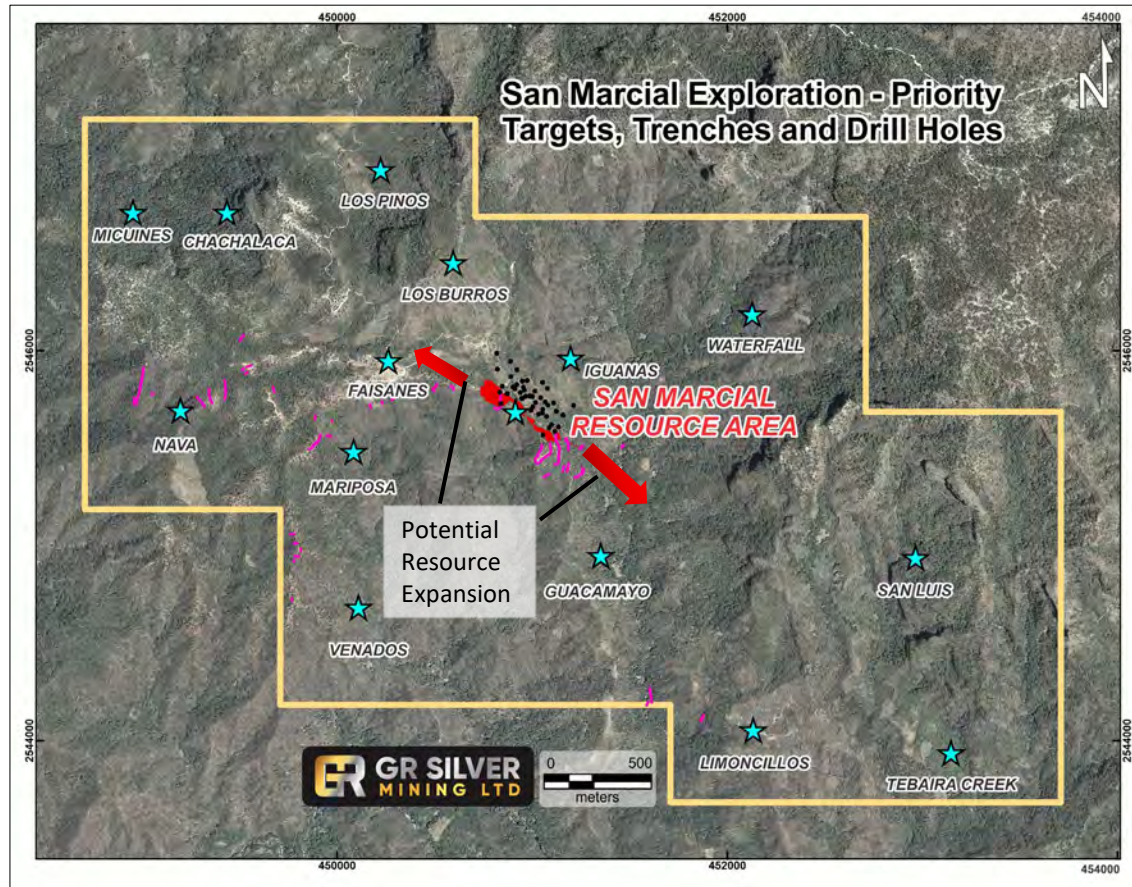 450000
452000
454000
N
San Marcial Exploration - Priority
Targets, Trenches and Drill Holes
LOS PINOS
MICUINES
CHACHALACA
LOS BURROS
WATERFALL
2546000
2546000
IGUANAS
FAISANES
SAN MARCIAL
RESOURCE AREA
NAVA
MARIPOSA
Potential
Resource
Expansion
GUACAMAYO
SAN LUIS
VENADOS
2544000
2544000
LIMONCILLOS
TEBAIRA CREEK
GR
GR SILVER
MINING LTD
0 500
meters
450000
452000
454000